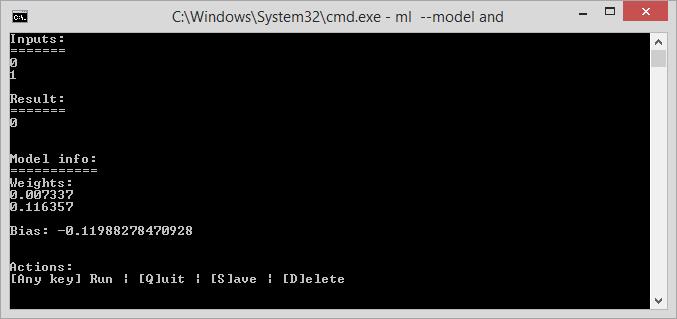 C:\Windows\System32\cmd.exe - ml --model and
Inputs:
=======
0
1
Result:
=======
0
Model info:
===========
Weights:
0.007337
0.116357
Bias: -0.11988278470928
Actions:
[Any key] Run ¦ [Q]uit ¦ [S]ave ¦ [D]elete